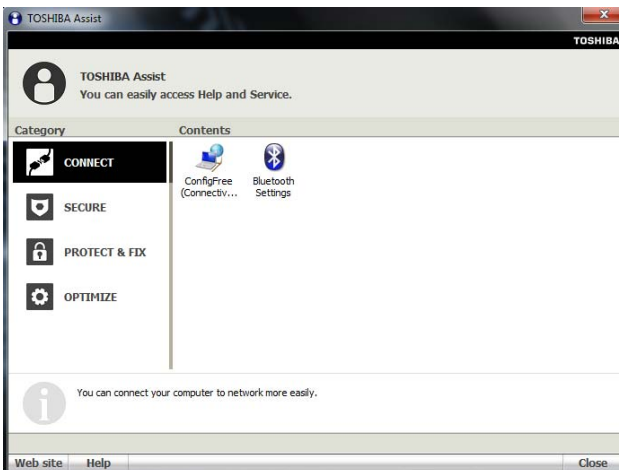 TOSHIBA Assist
TOSHIBA
TOSHIBA Assist
You can easily access Help and Service.
Category
Contents
CONNECT
SECURE
PROTECT & FIX
OPTIMIZE
ConfigFree
(Connectiv...
Bluetooth
Settings
You can connect your computer to network more easily.
Web site Help Close